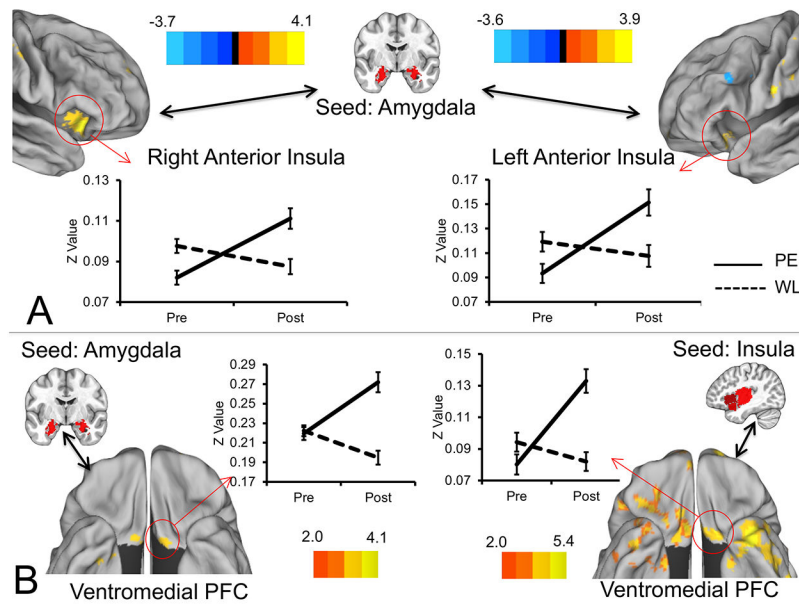 -3.7 4.1
-3.6 3.9
Seed: Amygdala
Right Anterior Insula
Left Anterior Insula
0.13
0.11
0.09
0.07
Z Value
Pre Post
0.17
0.15
0.13
0.11
0.09
0.07
Z Value
Pre Post
PE
WL
A
Seed: Amygdala
0.29
0.27
0.25
0.23
0.21
0.19
0.17
Z Value
Pre Post
0.15
0.13
0.11
0.09
0.07
Z Value
Pre Post
Seed: Insula
2.0 4.1
2.0 5.4
B
Ventromedial PFC
Ventromedial PFC